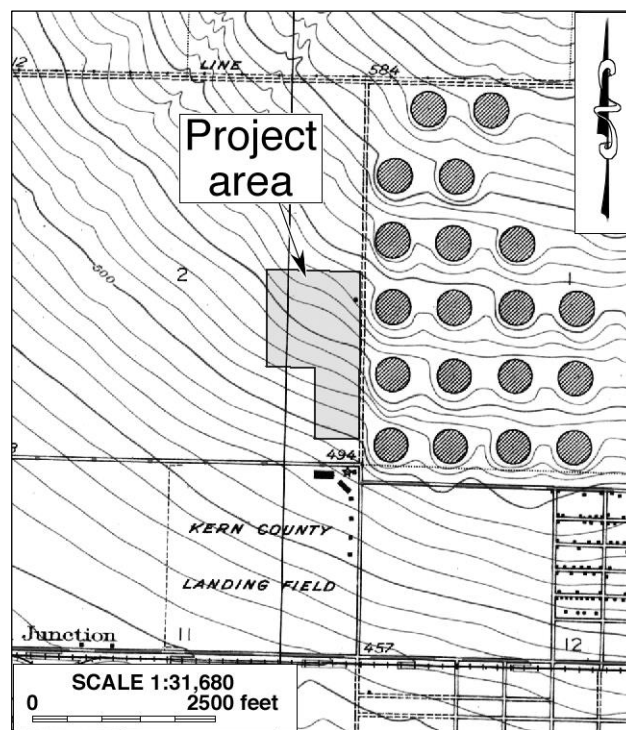 12
LINE
584
Project
area
500
2
1
494
KERN COUNTY
LANDING FIELD
Junction
11
457
12
SCALE 1:31,680
0 2500 feet